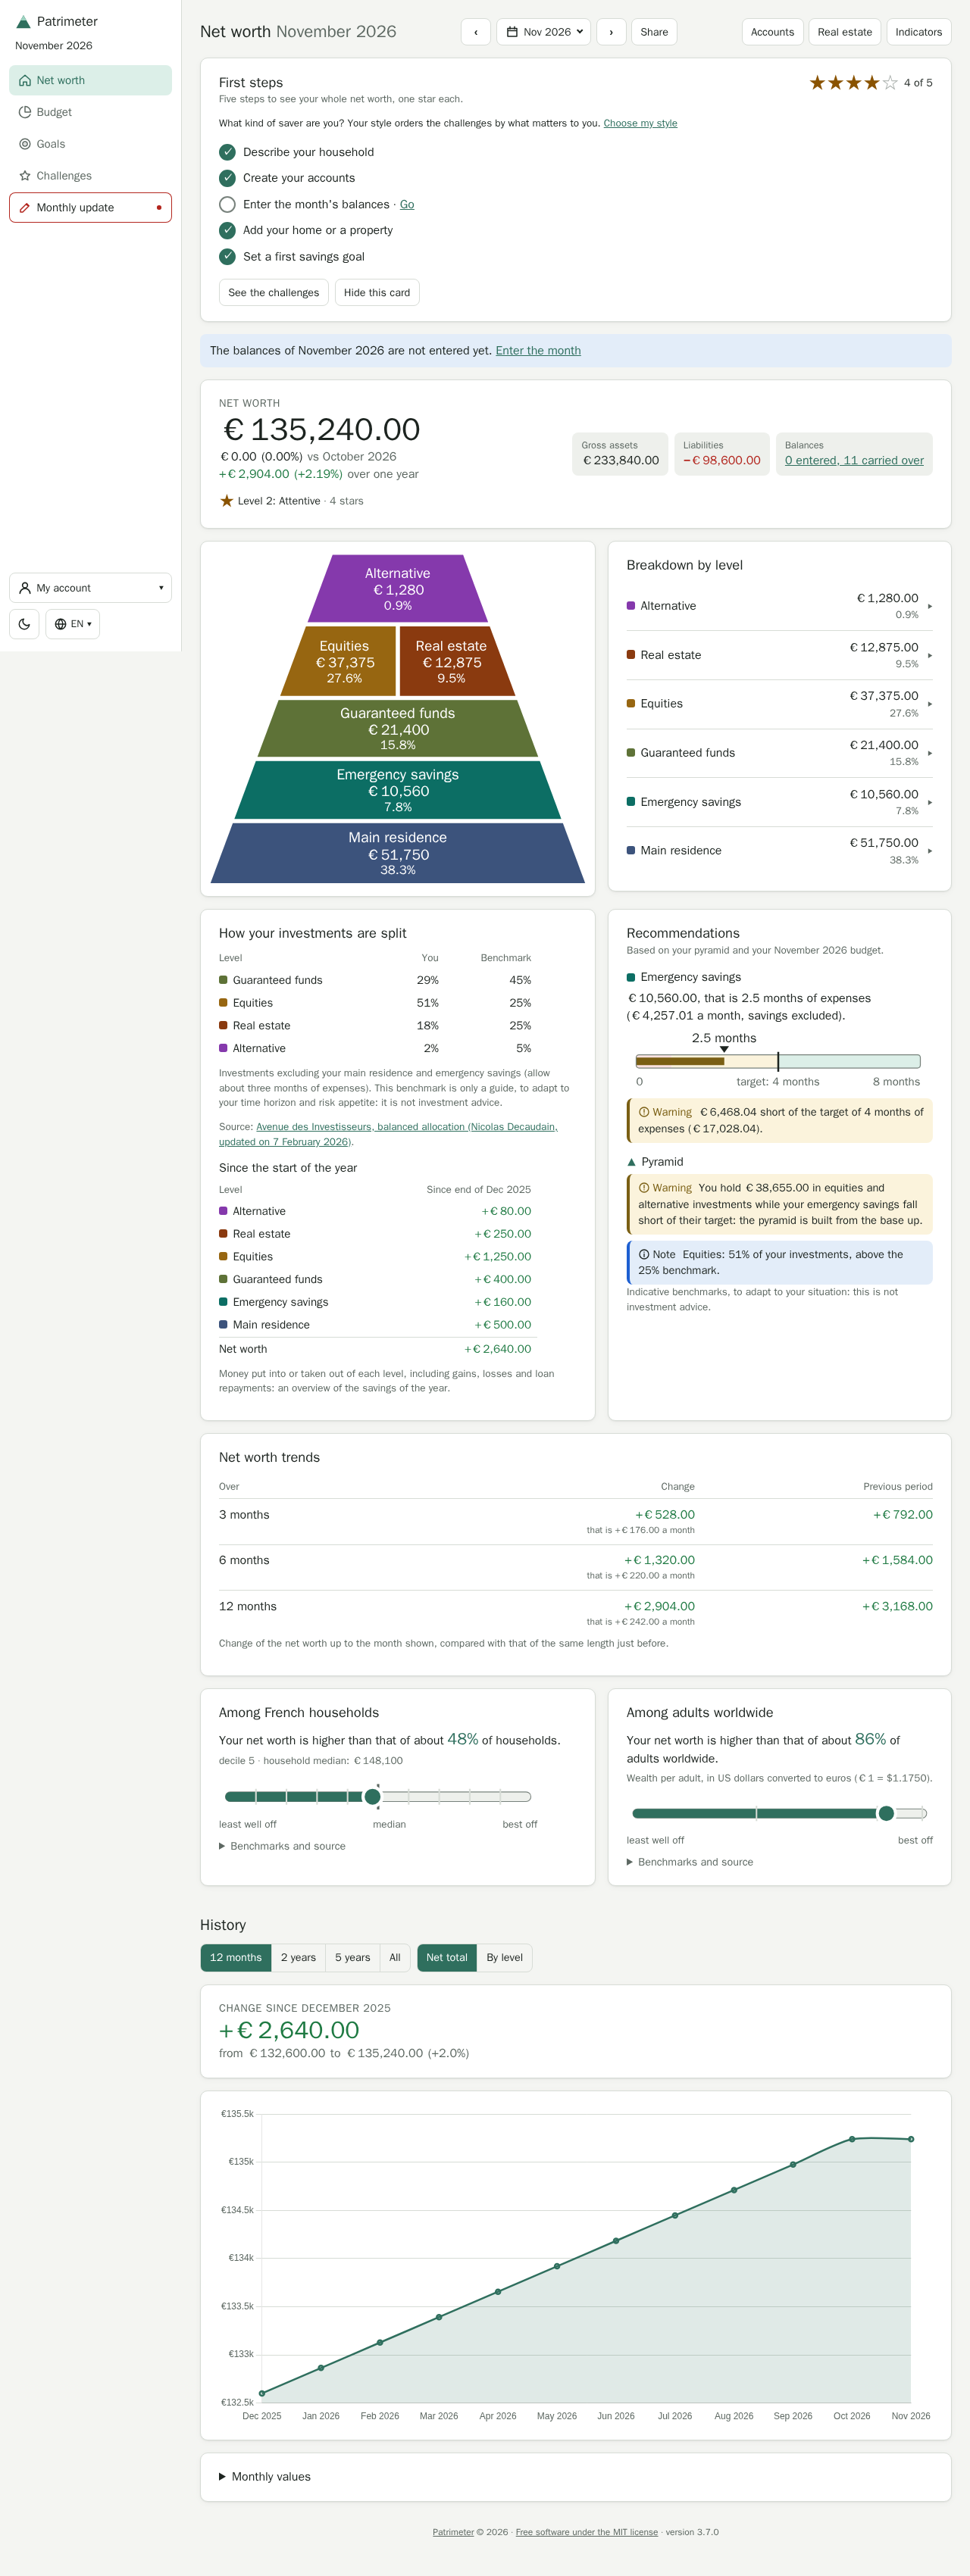 Patrimeter
November 2026
Net worth
Budget
Goals
Challenges
Monthly update
My account
EN
Net worth November 2026
‹
Nov 2026
›
Share
Accounts
Real estate
Indicators
First steps
4 of 5
Five steps to see your whole net worth, one star each.
What kind of saver are you? Your style orders the challenges by what matters to you. Choose my style
Describe your household
Create your accounts
Enter the month's balances · Go
Add your home or a property
Set a first savings goal
See the challenges
Hide this card
The balances of November 2026 are not entered yet. Enter the month
NET WORTH
€ 135,240.00
€ 0.00 (0.00%) vs October 2026
+€ 2,904.00 (+2.19%) over one year
Level 2: Attentive · 4 stars
Gross assets
€ 233,840.00
Liabilities
−€ 98,600.00
Balances
0 entered, 11 carried over
Alternative
€ 1,280
0.9%
Equities
€ 37,375
27.6%
Real estate
€ 12,875
9.5%
Guaranteed funds
€ 21,400
15.8%
Emergency savings
€ 10,560
7.8%
Main residence
€ 51,750
38.3%
Breakdown by level
Alternative
€ 1,280.00
0.9%
Real estate
€ 12,875.00
9.5%
Equities
€ 37,375.00
27.6%
Guaranteed funds
€ 21,400.00
15.8%
Emergency savings
€ 10,560.00
7.8%
Main residence
€ 51,750.00
38.3%
How your investments are split
Level You Benchmark
Guaranteed funds 29% 45%
Equities 51% 25%
Real estate 18% 25%
Alternative 2% 5%
Investments excluding your main residence and emergency savings (allow
about three months of expenses). This benchmark is only a guide, to adapt to
your time horizon and risk appetite: it is not investment advice.
Source: Avenue des Investisseurs, balanced allocation (Nicolas Decaudain,
updated on 7 February 2026).
Since the start of the year
Level Since end of Dec 2025
Alternative +€ 80.00
Real estate +€ 250.00
Equities +€ 1,250.00
Guaranteed funds +€ 400.00
Emergency savings +€ 160.00
Main residence +€ 500.00
Net worth +€ 2,640.00
Money put into or taken out of each level, including gains, losses and loan
repayments: an overview of the savings of the year.
Recommendations
Based on your pyramid and your November 2026 budget.
Emergency savings
€ 10,560.00, that is 2.5 months of expenses
(€ 4,257.01 a month, savings excluded).
2.5 months
0 target: 4 months 8 months
Warning € 6,468.04 short of the target of 4 months of
expenses (€ 17,028.04).
Pyramid
Warning You hold € 38,655.00 in equities and
alternative investments while your emergency savings fall
short of their target: the pyramid is built from the base up.
Note Equities: 51% of your investments, above the
25% benchmark.
Indicative benchmarks, to adapt to your situation: this is not
investment advice.
Net worth trends
Over Change Previous period
3 months +€ 528.00 +€ 792.00
that is +€ 176.00 a month
6 months +€ 1,320.00 +€ 1,584.00
that is +€ 220.00 a month
12 months +€ 2,904.00 +€ 3,168.00
that is +€ 242.00 a month
Change of the net worth up to the month shown, compared with that of the same length just before.
Among French households
Your net worth is higher than that of about 48% of households.
decile 5 · household median: € 148,100
least well off median best off
Benchmarks and source
Among adults worldwide
Your net worth is higher than that of about 86% of
adults worldwide.
Wealth per adult, in US dollars converted to euros (€ 1 = $1.1750).
least well off best off
Benchmarks and source
History
12 months 2 years 5 years All Net total By level
CHANGE SINCE DECEMBER 2025
+€ 2,640.00
from € 132,600.00 to € 135,240.00 (+2.0%)
€135.5k
€135k
€134.5k
€134k
€133.5k
€133k
€132.5k
Dec 2025 Jan 2026 Feb 2026 Mar 2026 Apr 2026 May 2026 Jun 2026 Jul 2026 Aug 2026 Sep 2026 Oct 2026 Nov 2026
Monthly values
Patrimeter © 2026 · Free software under the MIT license · version 3.7.0